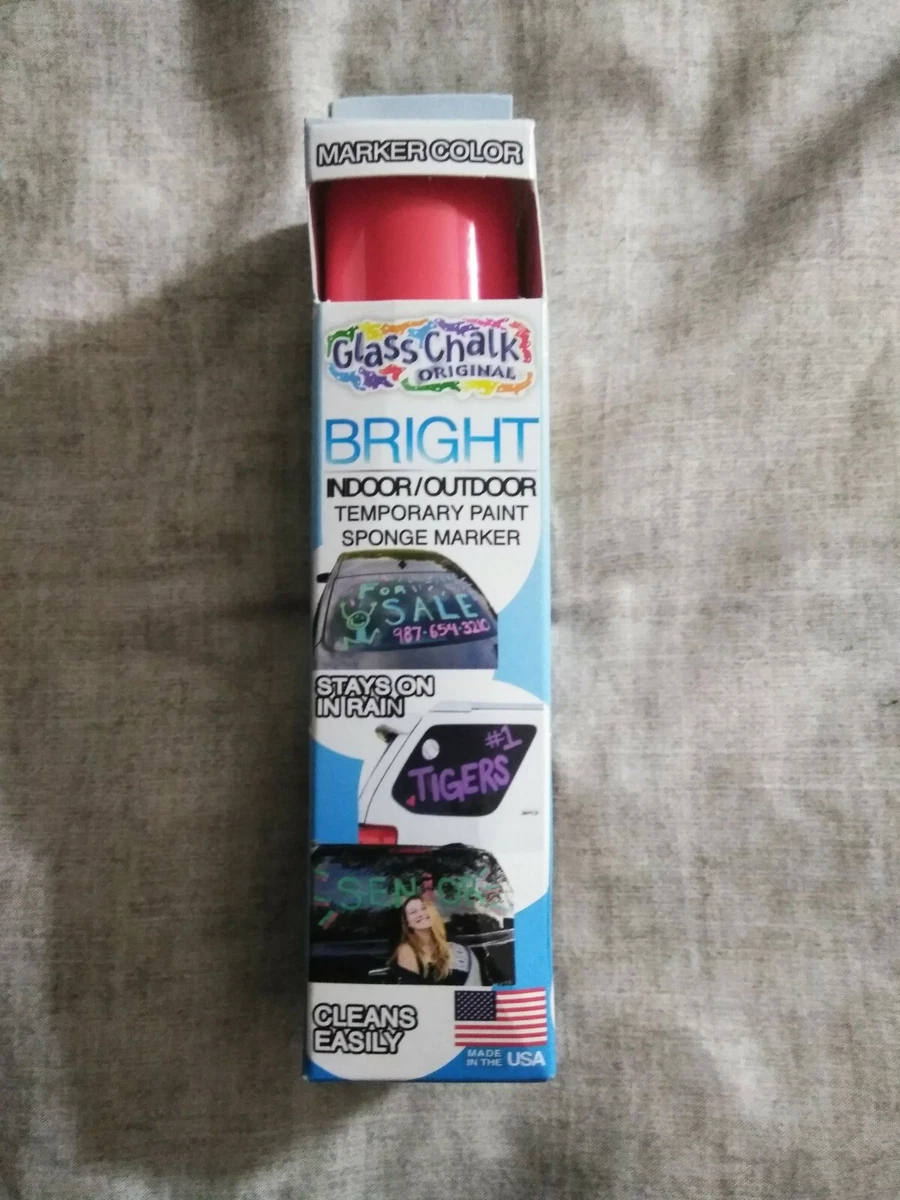 MARKER COLOR
Glass Chalk
ORIGINAL
BRIGHT
INDOOR/OUTDOOR
TEMPORARY PAINT
SPONGE MARKER
FOR
SALE
987-654-3210
STAYS ON
IN RAIN
#1
TIGERS
CLEANS
EASILY
MADE
IN THE USA